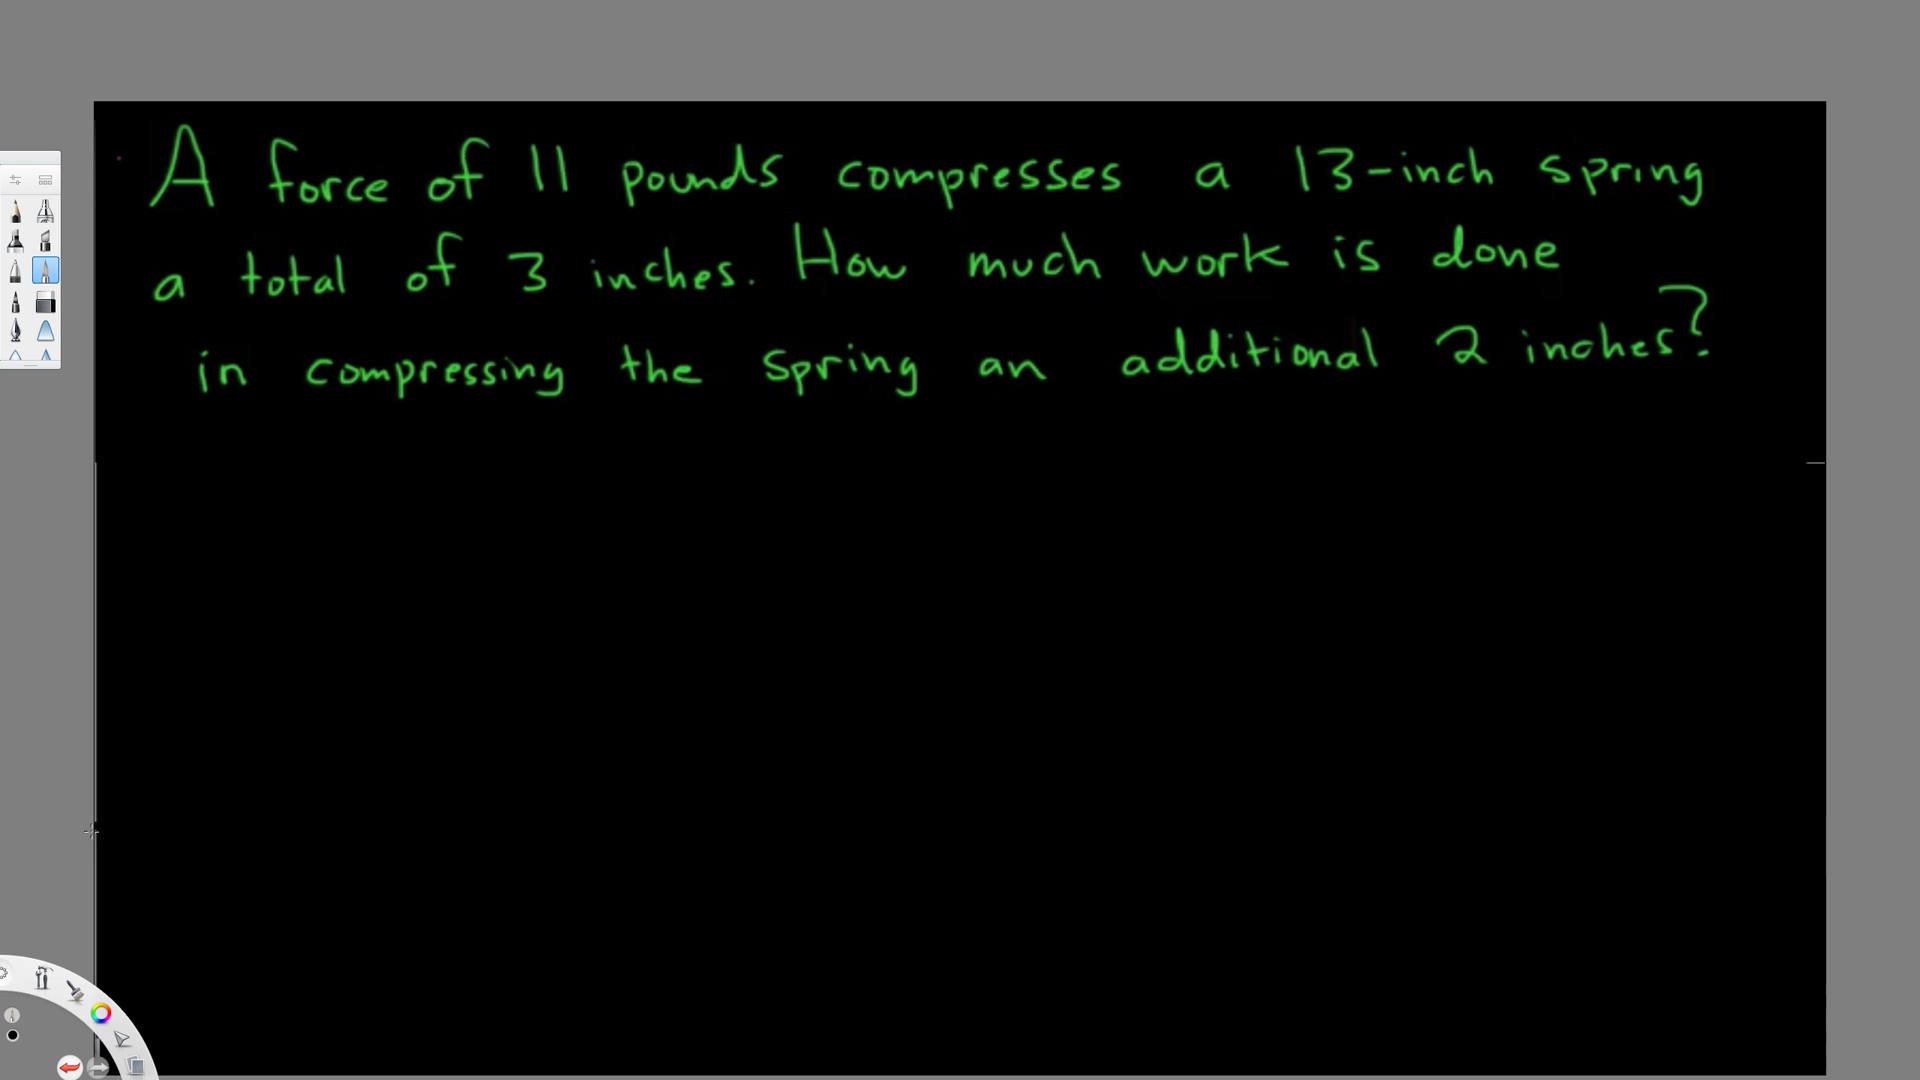 A force of 11 pounds compresses a 13-inch spring
a total of 3 inches. How much work is done
in compressing the spring an additional 2 inches?